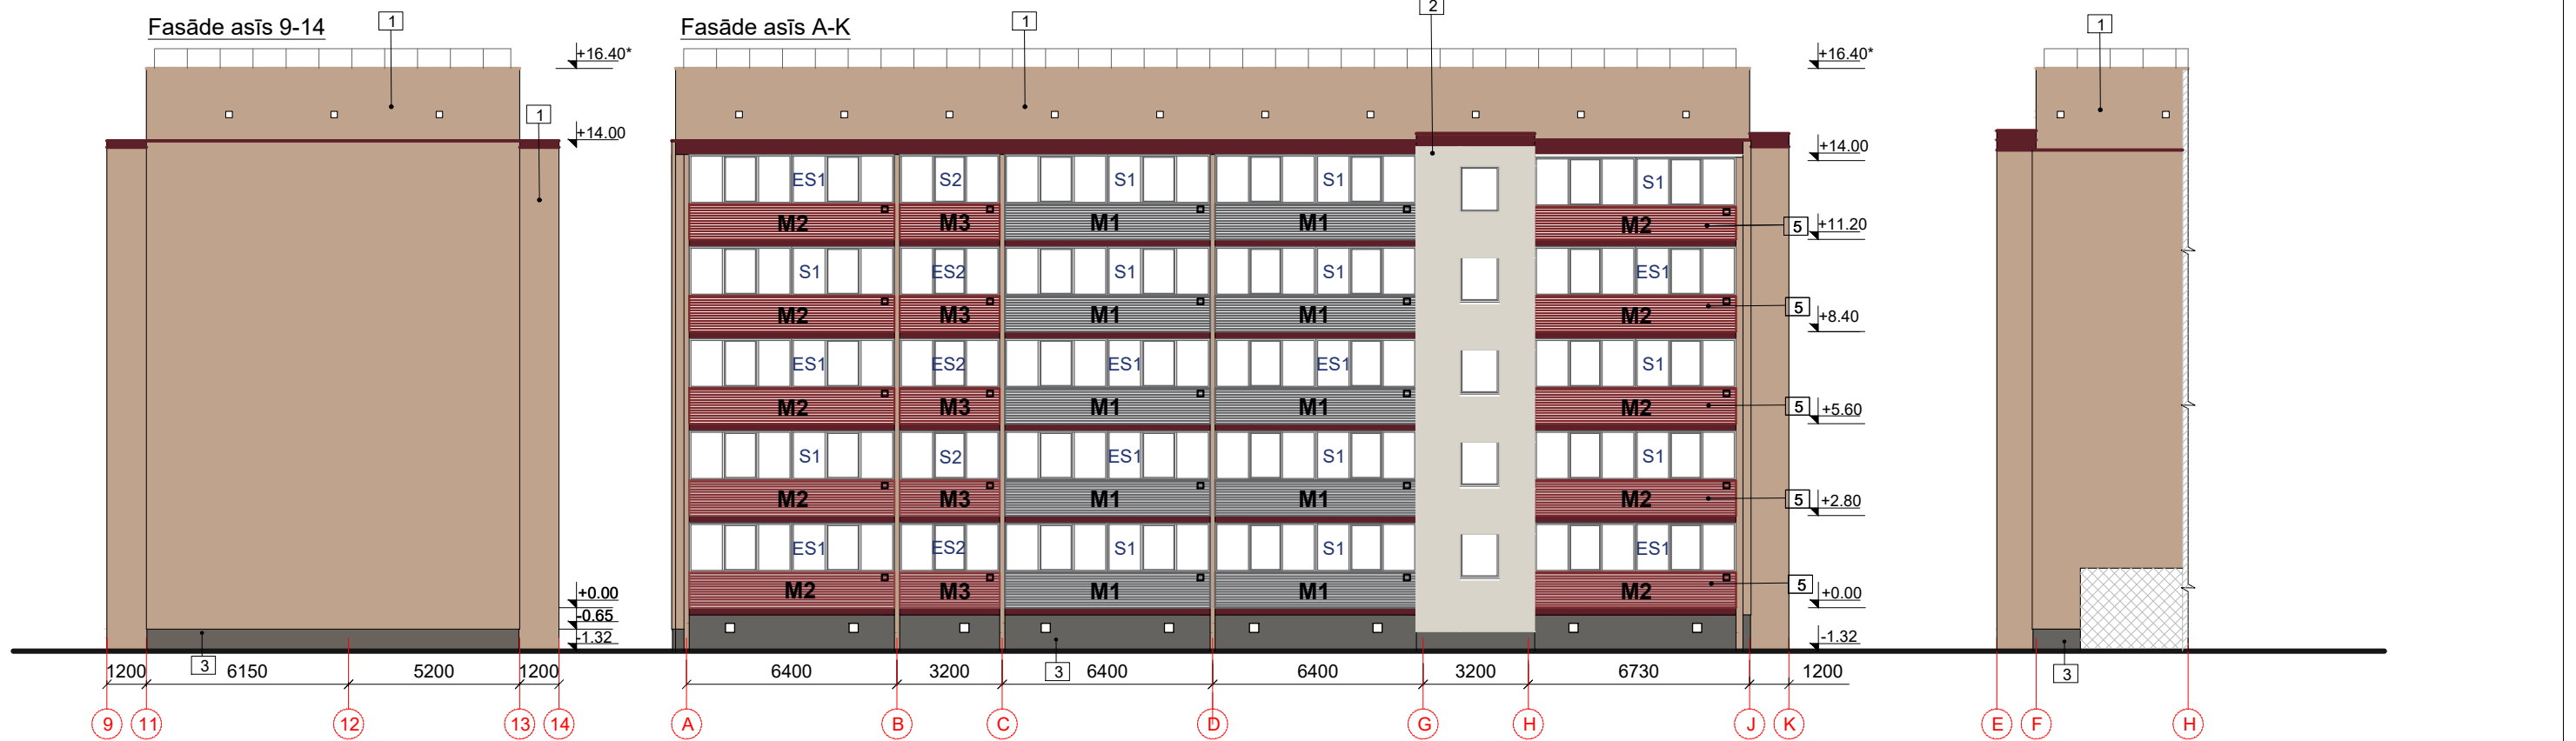 2
Fasāde asīs 9-14
1
Fasāde asīs A-K
1
1
+16.40*
+16.40*
1
+14.00
+14.00
ES1
S2
S1
S1
S1
M2
M3
M1
M1
M2
5
+11.20
S1
ES2
S1
S1
ES1
M2
M3
M1
M1
M2
5
+8.40
ES1
ES2
ES1
ES1
S1
M2
M3
M1
M1
M2
5
+5.60
S1
S2
ES1
S1
S1
M2
M3
M1
M1
M2
5
+2.80
ES1
ES2
S1
S1
ES1
M2
M3
M1
M1
M2
5
+0.00
+0.00
-0.65
-1.32
-1.32
3
3
3
1200
6150
5200
1200
6400
3200
6400
6400
3200
6730
1200
9
11
12
13
14
A
B
C
D
G
H
J
K
E
F
H